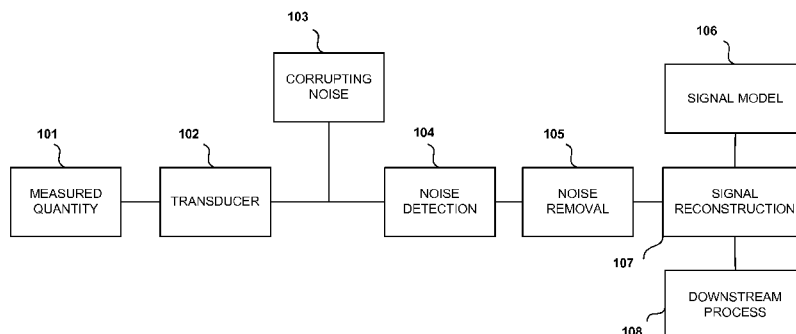 103
CORRUPTING
NOISE
106
SIGNAL MODEL
101
MEASURED
QUANTITY
102
TRANSDUCER
104
NOISE
DETECTION
105
NOISE
REMOVAL
SIGNAL
RECONSTRUCTION
107
DOWNSTREAM
PROCESS
108